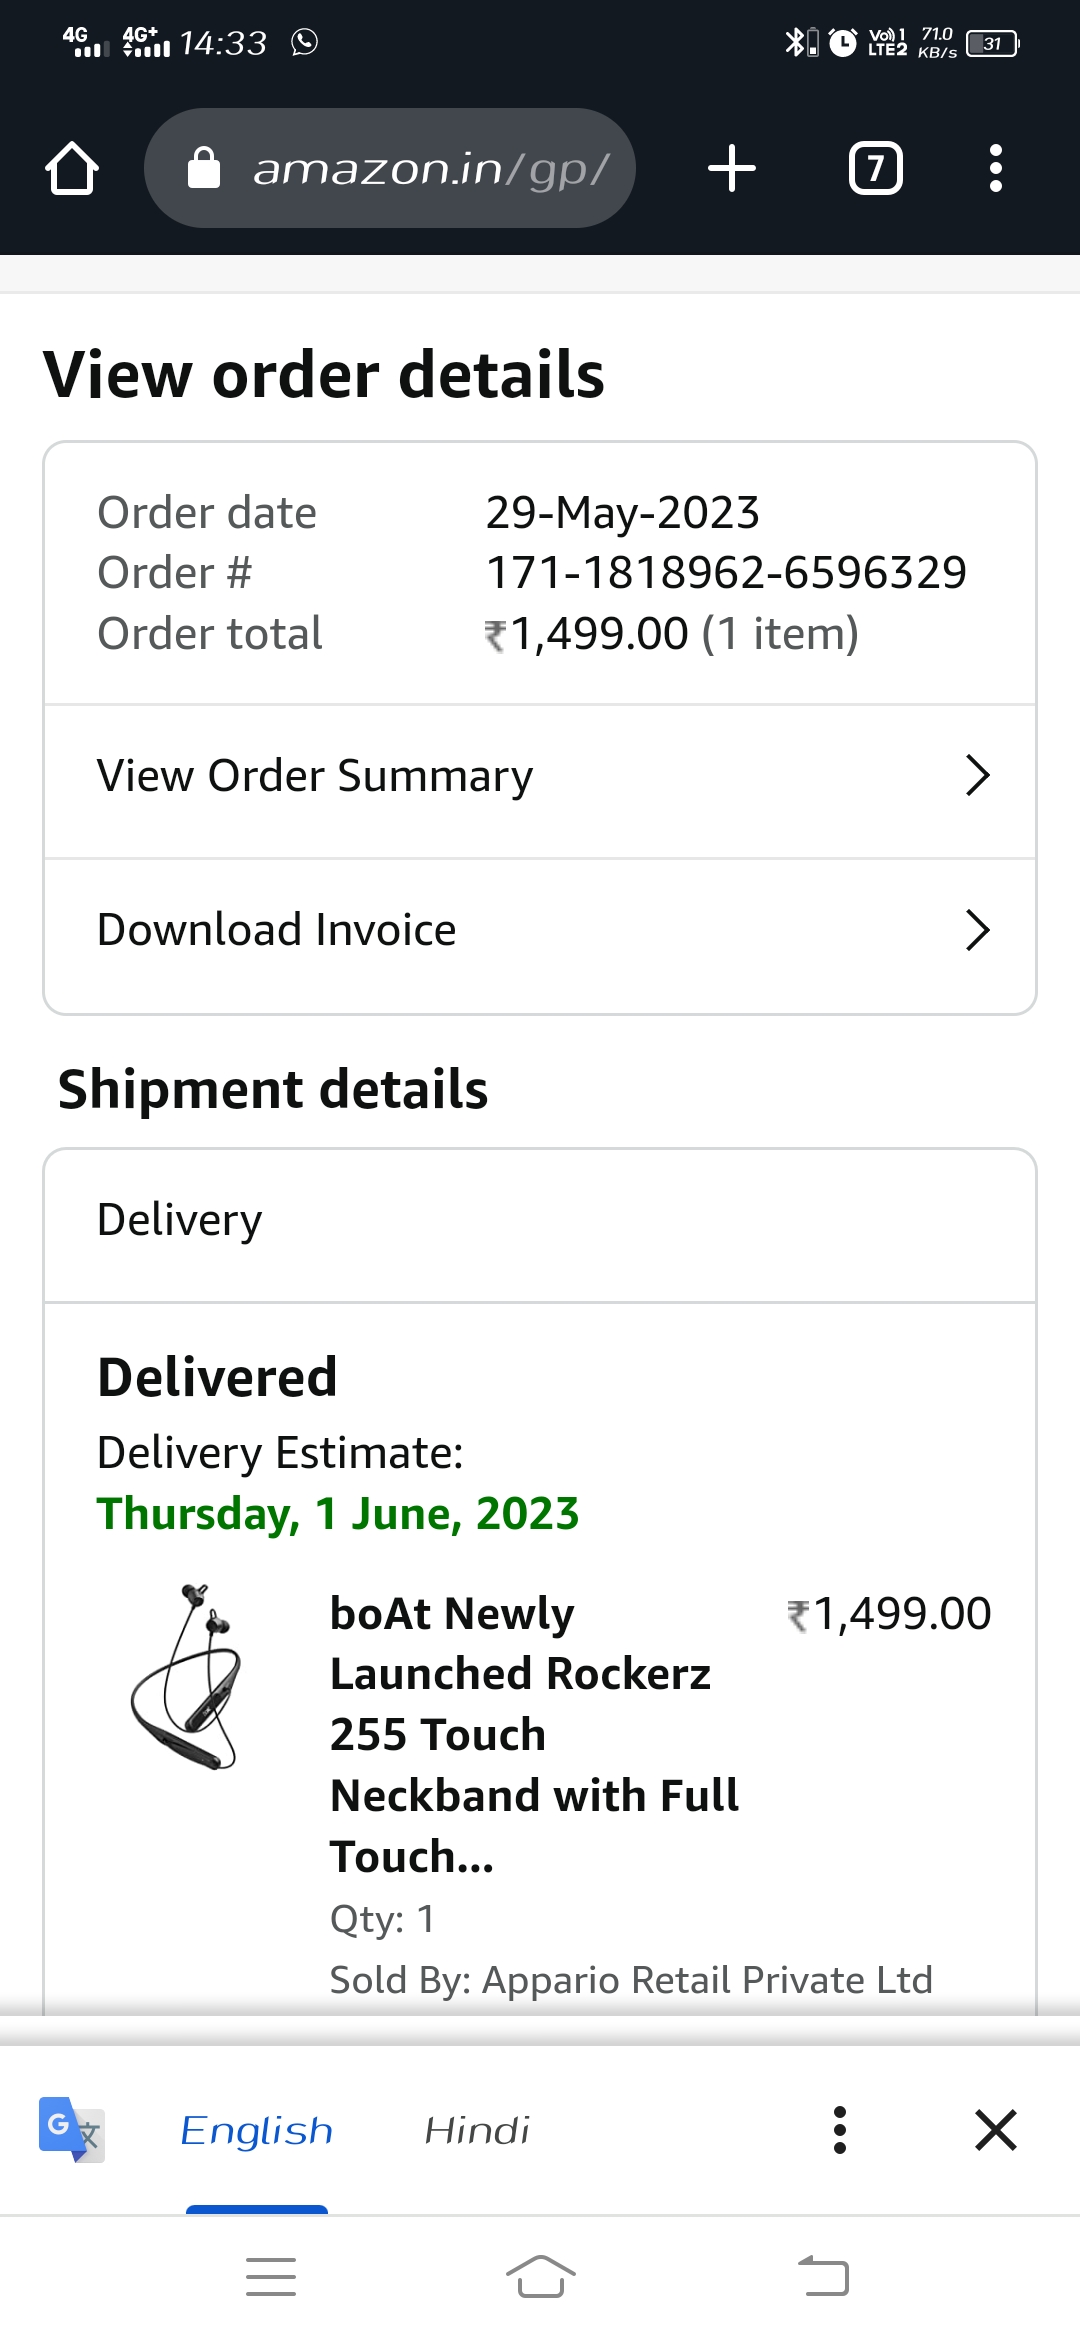 4G 4G+ 14:33 Vo)) 1 LTE2 71.0 KB/s 31
amazon.in/gp/ 7
View order details
Order date 29-May-2023
Order # 171-1818962-6596329
Order total ₹1,499.00 (1 item)
View Order Summary
Download Invoice
Shipment details
Delivery
Delivered
Delivery Estimate:
Thursday, 1 June, 2023
boAt Newly ₹1,499.00
Launched Rockerz
255 Touch
Neckband with Full
Touch...
Qty: 1
Sold By: Appario Retail Private Ltd
G 文 English Hindi